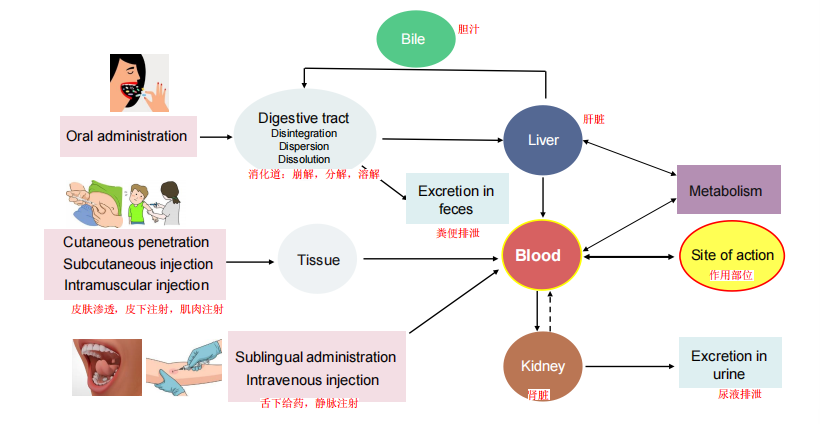 Bile
胆汁
Oral administration
Digestive tract
Disintegration
Dispersion
Dissolution
消化道：崩解，分解，溶解
Liver
肝脏
Excretion in
feces
粪便排泄
Metabolism
Cutaneous penetration
Subcutaneous injection
Intramuscular injection
皮肤渗透，皮下注射，肌肉注射
Tissue
Blood
Site of action
作用部位
Sublingual administration
Intravenous injection
舌下给药，静脉注射
Kidney
肾脏
Excretion in
urine
尿液排泄